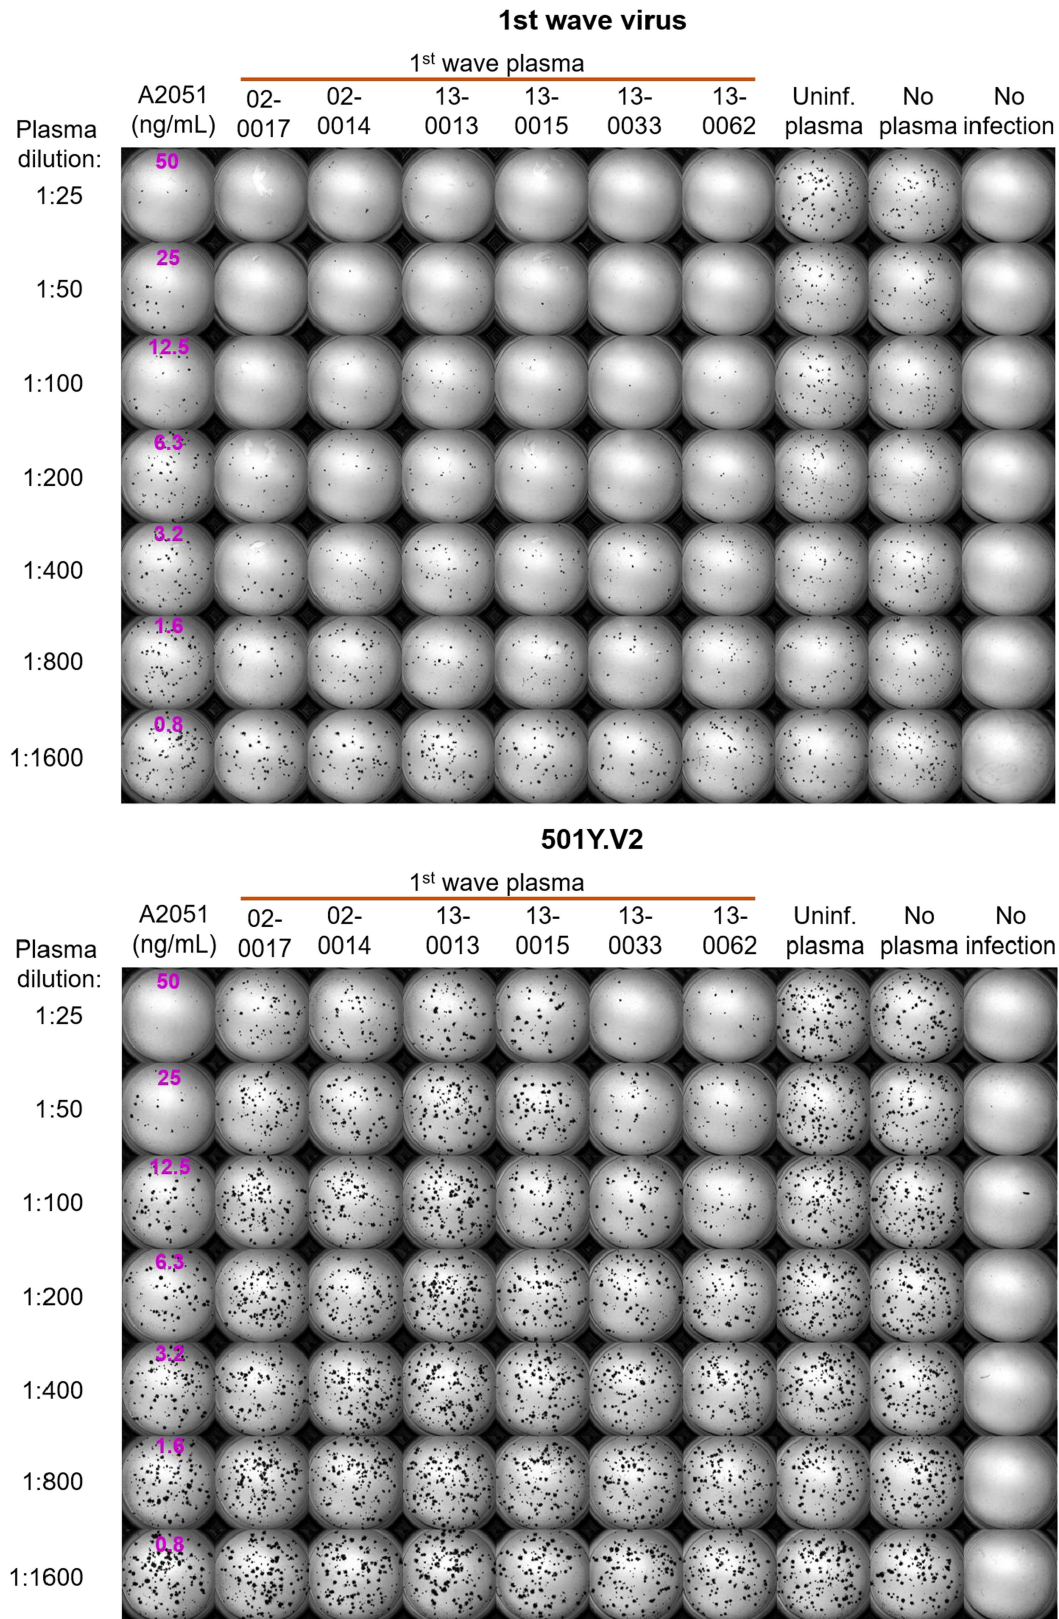 1st wave virus
1st wave plasma
A2051 02- 02- 13- 13- 13- 13- Uninf. No No
(ng/mL) 0017 0014 0013 0015 0033 0062 plasma plasma infection
Plasma
dilution:
50
1:25
25
1:50
12.5
1:100
6.3
1:200
3.2
1:400
1.6
1:800
0.8
1:1600
501Y.V2
1st wave plasma
A2051 02- 02- 13- 13- 13- 13- Uninf. No No
(ng/mL) 0017 0014 0013 0015 0033 0062 plasma plasma infection
Plasma
dilution:
50
1:25
25
1:50
12.5
1:100
6.3
1:200
3.2
1:400
1.6
1:800
0.8
1:1600